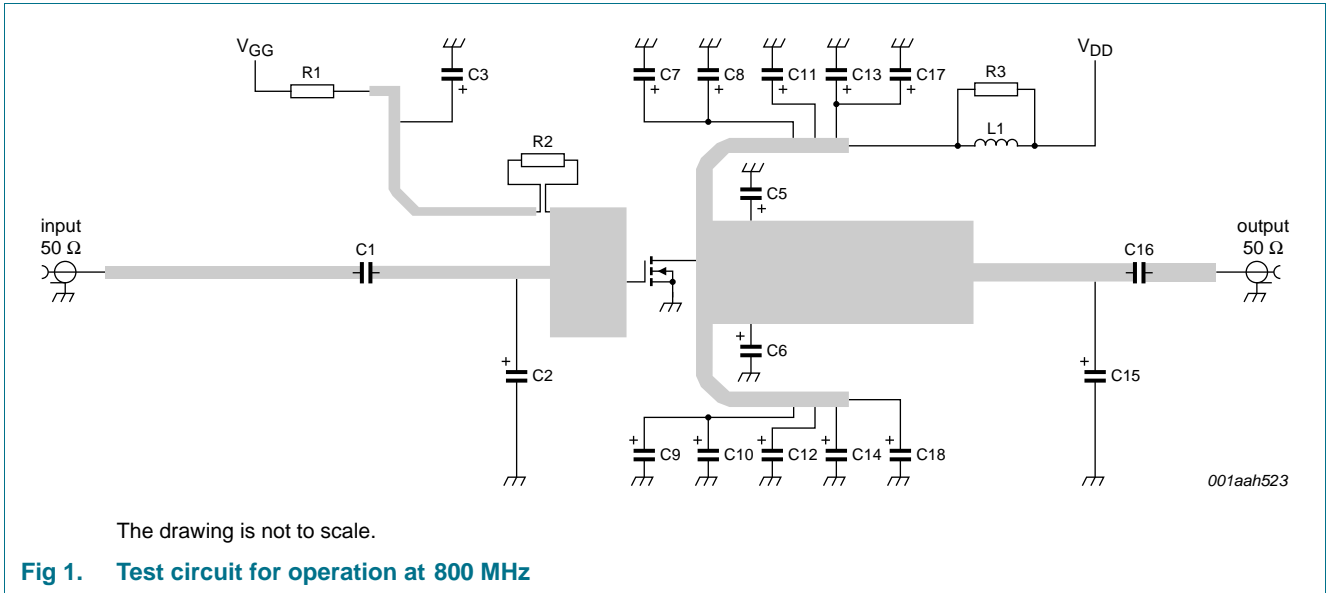 V_GG
R1
C3
C7
C8
C11
C13
C17
R3
V_DD
L1
R2
C5
input
50 Ω
C1
C16
output
50 Ω
C6
C2
C15
C9
C10
C12
C14
C18
001aah523
The drawing is not to scale.
Fig 1. Test circuit for operation at 800 MHz